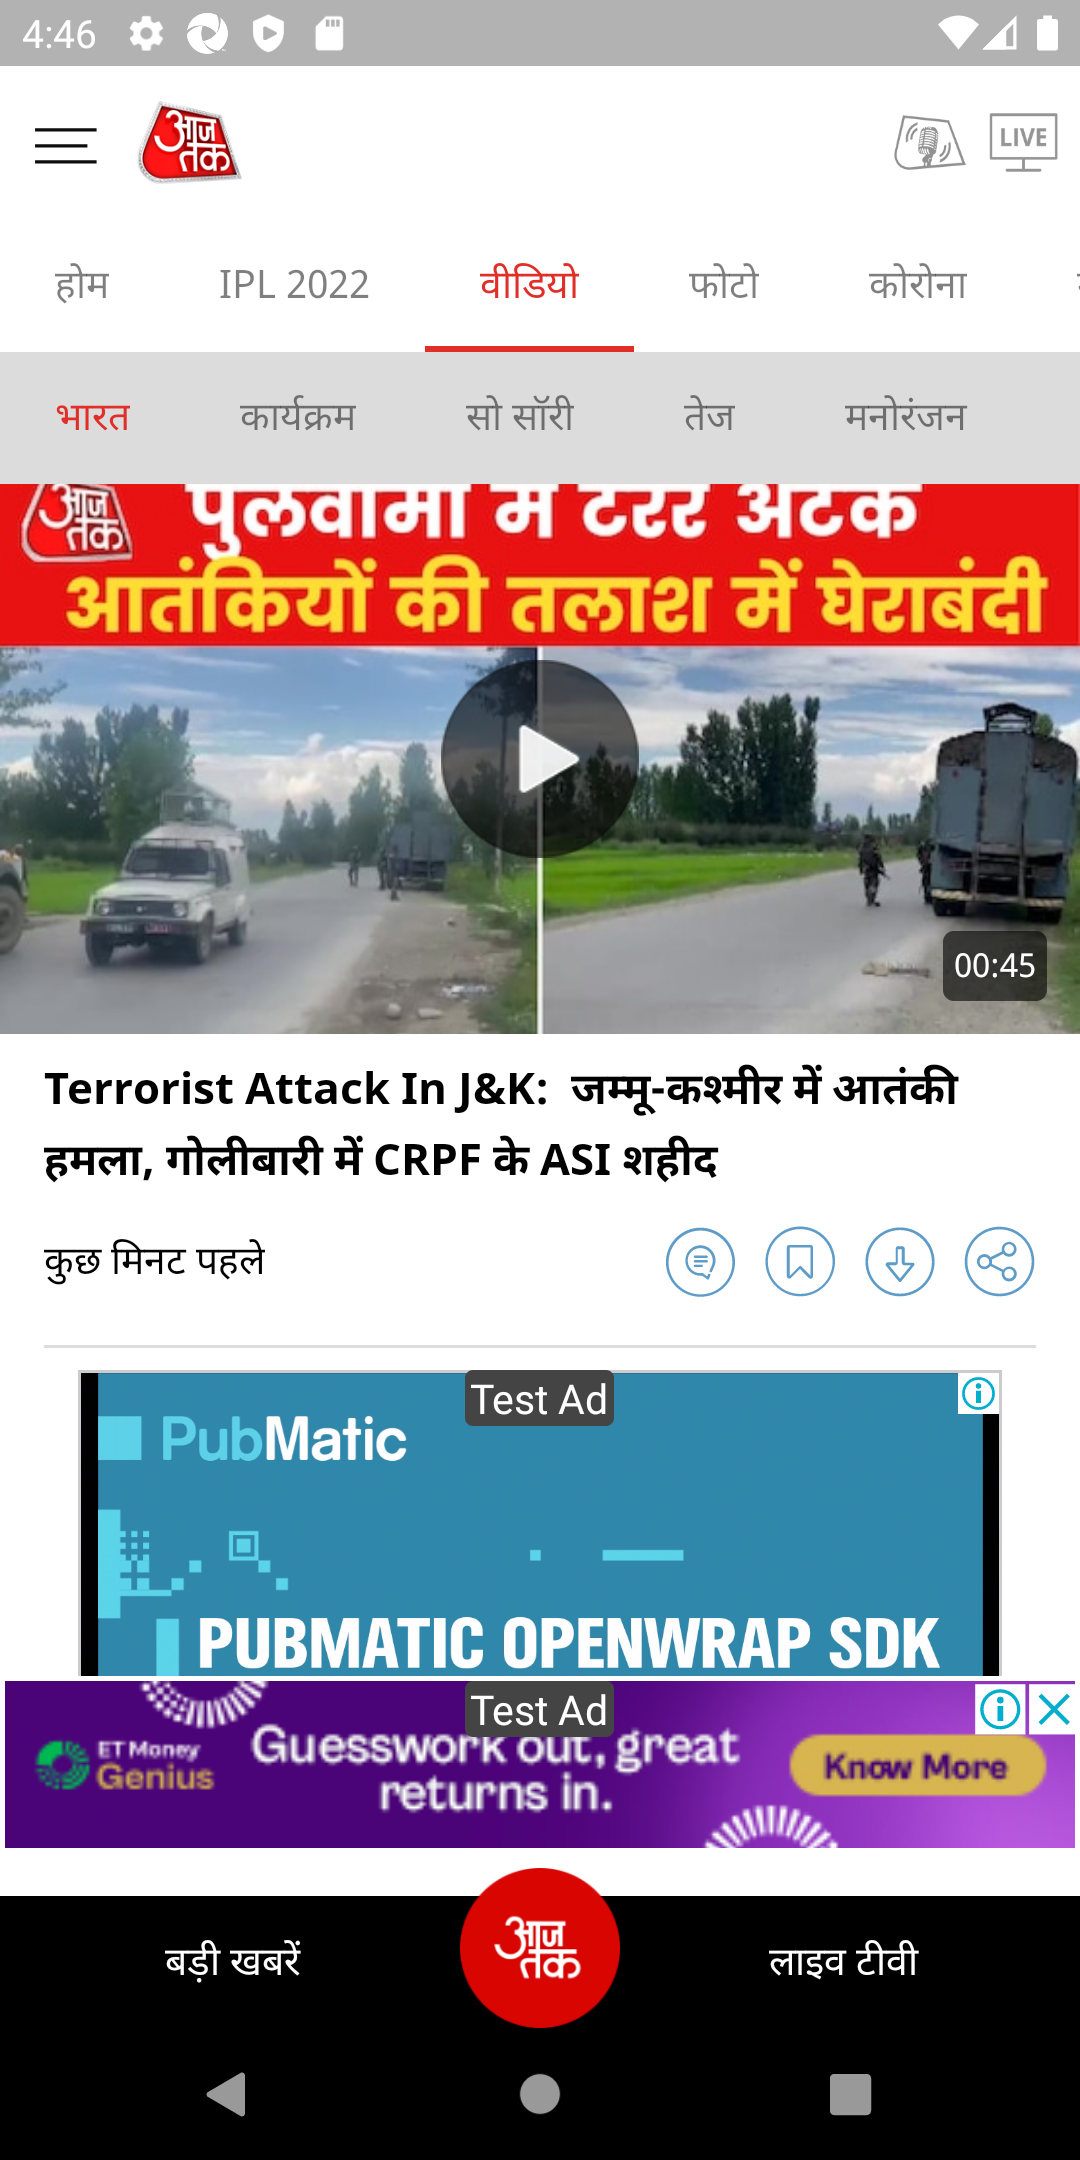 4:46
आज
तक
LIVE
होम IPL 2022 वीडियो फोटो कोरोना
भारत कार्यक्रम सो सॉरी तेज मनोरंजन
आज
तक
पुलवामा में टेरर अटैक
आतंकियों की तलाश में घेराबंदी
00:45
Terrorist Attack In J&K: जम्मू-कश्मीर में आतंकी
हमला, गोलीबारी में CRPF के ASI शहीद
कुछ मिनट पहले
Test Ad
PubMatic
PUBMATIC OPENWRAP SDK
Test Ad
ET Money
Genius
Guesswork out, great
returns in.
Know More
बड़ी खबरें
आज
तक
लाइव टीवी